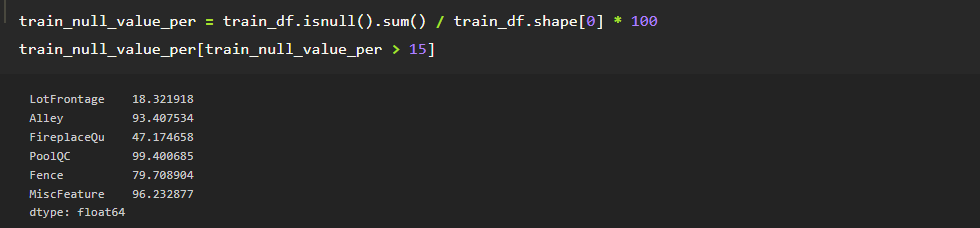 train_null_value_per = train_df.isnull().sum() / train_df.shape[0] * 100
train_null_value_per[train_null_value_per > 15]
LotFrontage    18.321918
Alley          93.407534
FireplaceQu    47.174658
PoolQC         99.400685
Fence          79.708904
MiscFeature    96.232877
dtype: float64